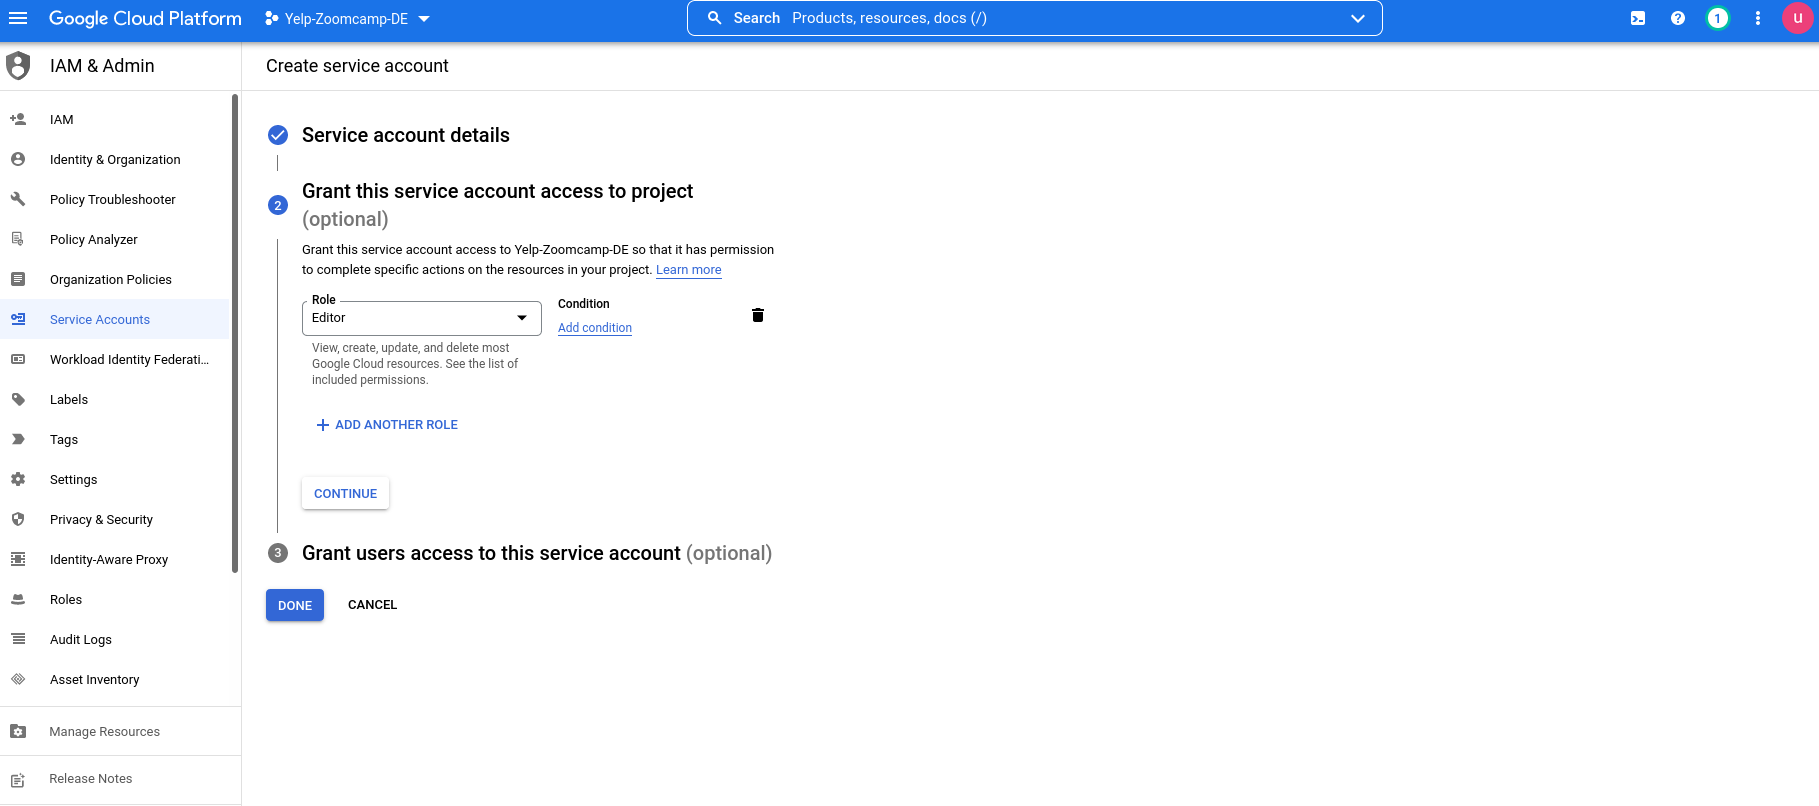 Google Cloud Platform
Yelp-Zoomcamp-DE
Search Products, resources, docs (/)
1
u
IAM & Admin
Create service account
IAM
Identity & Organization
Policy Troubleshooter
Policy Analyzer
Organization Policies
Service Accounts
Workload Identity Federati...
Labels
Tags
Settings
Privacy & Security
Identity-Aware Proxy
Roles
Audit Logs
Asset Inventory
Manage Resources
Release Notes
Service account details
2
Grant this service account access to project
(optional)
Grant this service account access to Yelp-Zoomcamp-DE so that it has permission
to complete specific actions on the resources in your project. Learn more
Role
Editor
Condition
Add condition
View, create, update, and delete most
Google Cloud resources. See the list of
included permissions.
+ ADD ANOTHER ROLE
CONTINUE
3 Grant users access to this service account (optional)
DONE CANCEL